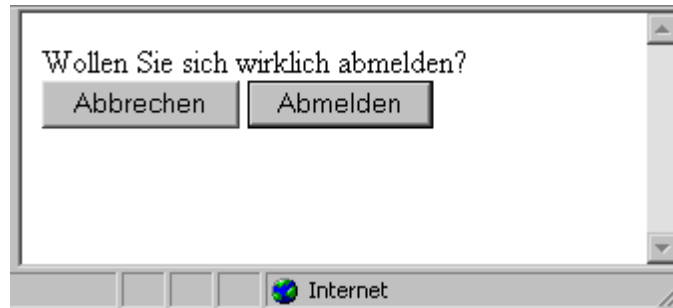 Wollen Sie sich wirklich abmelden?
Abbrechen Abmelden
Internet